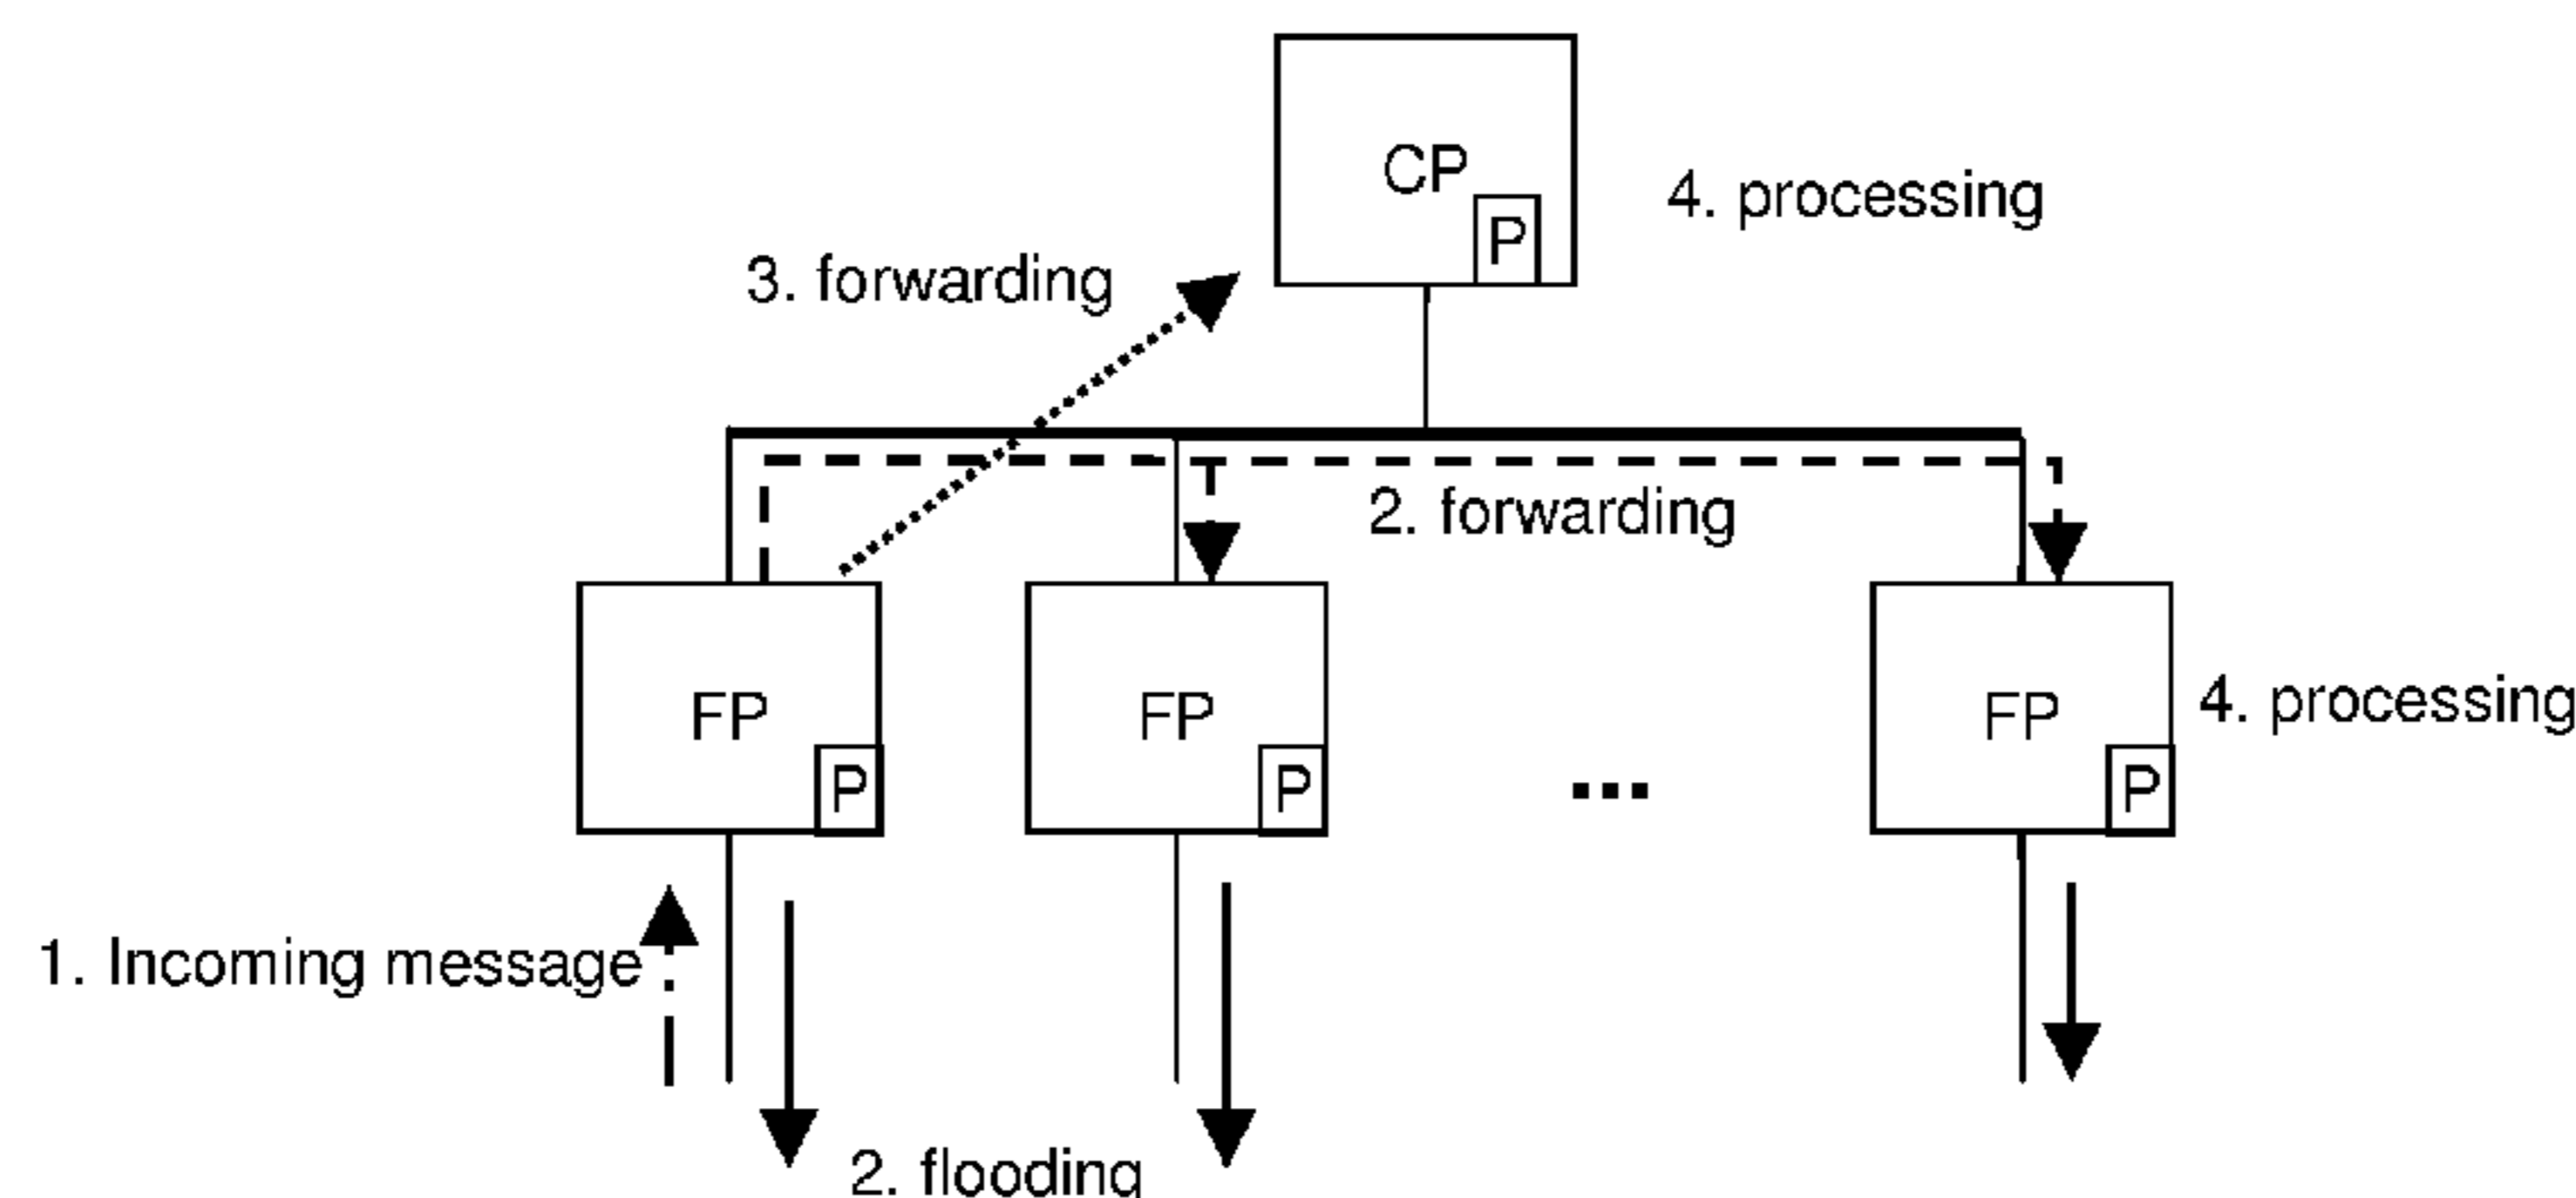 CP
4. processing
P
3. forwarding
2. forwarding
FP
FP
FP
4. processing
P
P
...
P
1. Incoming message
2. flooding